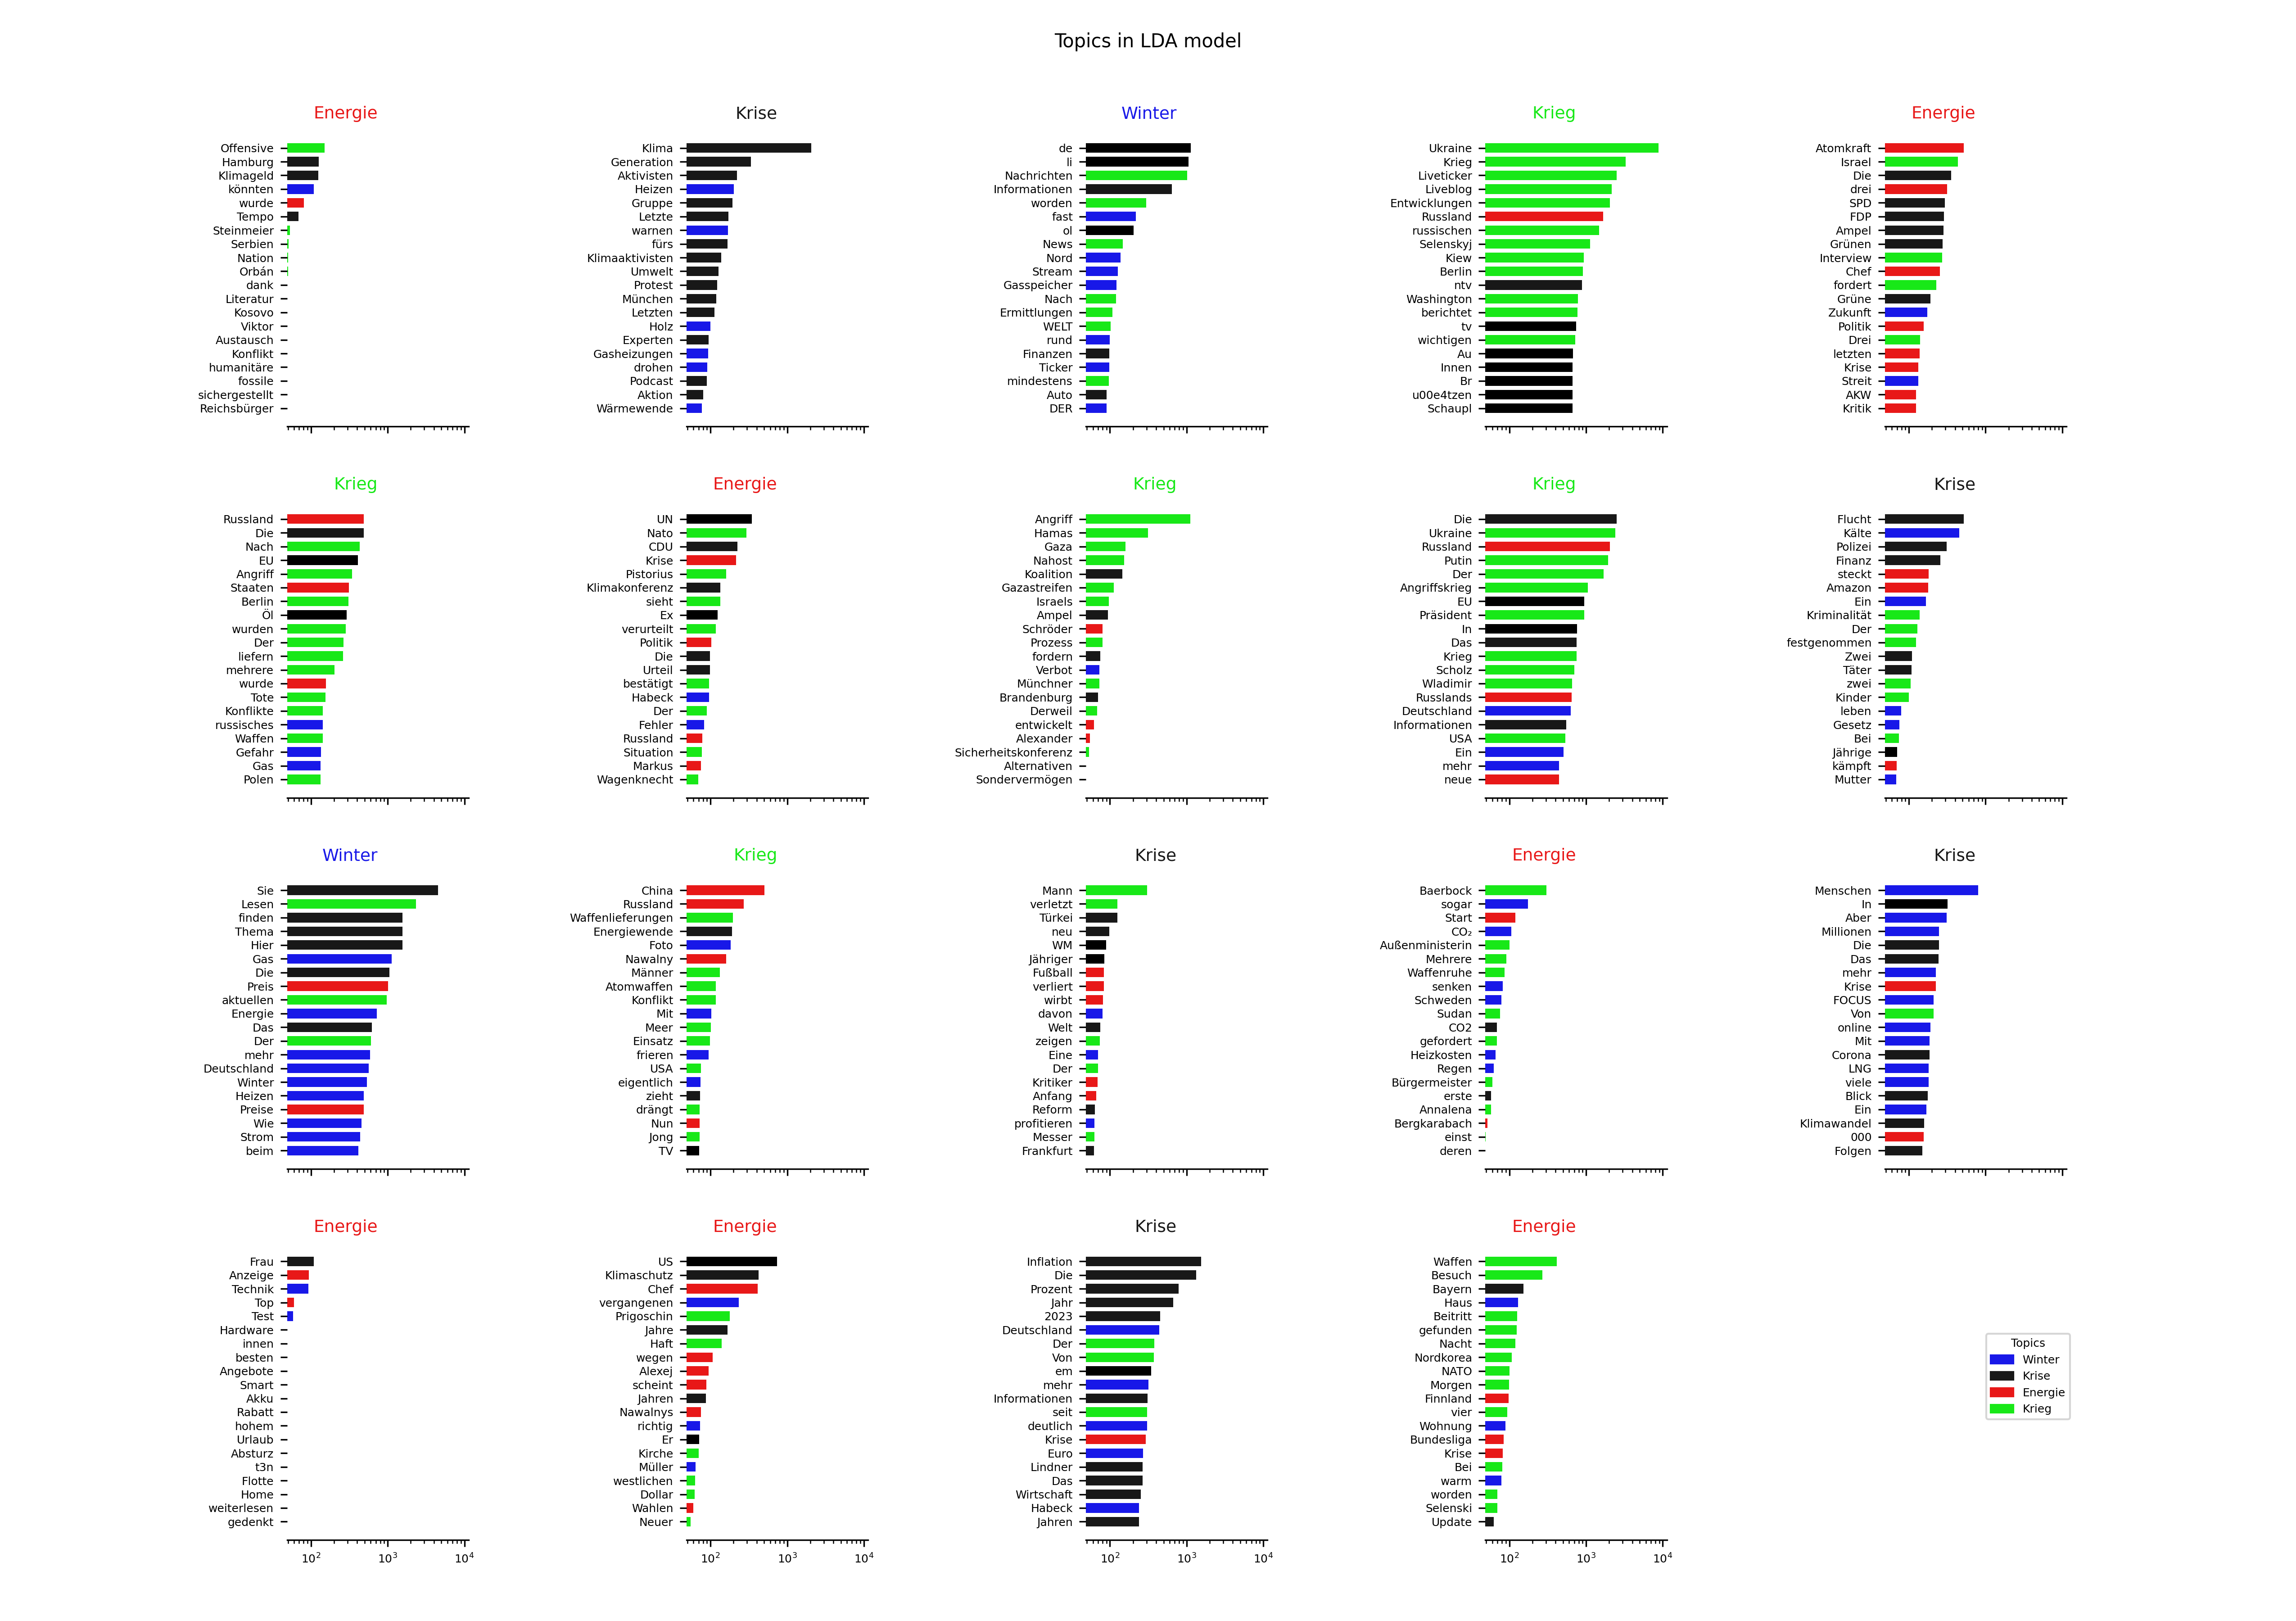 Topics in LDA model
Energie
Offensive
Hamburg
Klimageld
könnten
wurde
Tempo
Steinmeier
Serbien
Nation
Orbán
dank
Literatur
Kosovo
Viktor
Austausch
Konflikt
humanitäre
fossile
sichergestellt
Reichsbürger
Krise
Klima
Generation
Aktivisten
Heizen
Gruppe
Letzte
warnen
fürs
Klimaaktivisten
Umwelt
Protest
München
Letzten
Holz
Experten
Gasheizungen
drohen
Podcast
Aktion
Wärmewende
Winter
de
li
Nachrichten
Informationen
worden
fast
ol
News
Nord
Stream
Gasspeicher
Nach
Ermittlungen
WELT
rund
Finanzen
Ticker
mindestens
Auto
DER
Krieg
Ukraine
Krieg
Liveticker
Liveblog
Entwicklungen
Russland
russischen
Selenskyj
Kiew
Berlin
ntv
Washington
berichtet
tv
wichtigen
Au
Innen
Br
u00e4tzen
Schaupl
Energie
Atomkraft
Israel
Die
drei
SPD
FDP
Ampel
Grünen
Interview
Chef
fordert
Grüne
Zukunft
Politik
Drei
letzten
Krise
Streit
AKW
Kritik
Krieg
Russland
Die
Nach
EU
Angriff
Staaten
Berlin
Öl
wurden
Der
liefern
mehrere
wurde
Tote
Konflikte
russisches
Waffen
Gefahr
Gas
Polen
Energie
UN
Nato
CDU
Krise
Pistorius
Klimakonferenz
sieht
Ex
verurteilt
Politik
Die
Urteil
bestätigt
Habeck
Der
Fehler
Russland
Situation
Markus
Wagenknecht
Krieg
Angriff
Hamas
Gaza
Nahost
Koalition
Gazastreifen
Israels
Ampel
Schröder
Prozess
fordern
Verbot
Münchner
Brandenburg
Derweil
entwickelt
Alexander
Sicherheitskonferenz
Alternativen
Sondervermögen
Krieg
Die
Ukraine
Russland
Putin
Der
Angriffskrieg
EU
Präsident
In
Das
Krieg
Scholz
Wladimir
Russlands
Deutschland
Informationen
USA
Ein
mehr
neue
Krise
Flucht
Kälte
Polizei
Finanz
steckt
Amazon
Ein
Kriminalität
Der
festgenommen
Zwei
Täter
zwei
Kinder
leben
Gesetz
Bei
Jährige
kämpft
Mutter
Winter
Sie
Lesen
finden
Thema
Hier
Gas
Die
Preis
aktuellen
Energie
Das
Der
mehr
Deutschland
Winter
Heizen
Preise
Wie
Strom
beim
Krieg
China
Russland
Waffenlieferungen
Energiewende
Foto
Nawalny
Männer
Atomwaffen
Konflikt
Mit
Meer
Einsatz
frieren
USA
eigentlich
zieht
drängt
Nun
Jong
TV
Krise
Mann
verletzt
Türkei
neu
WM
Jähriger
Fußball
verliert
wirbt
davon
Welt
zeigen
Eine
Der
Kritiker
Anfang
Reform
profitieren
Messer
Frankfurt
Energie
Baerbock
sogar
Start
CO₂
Außenministerin
Mehrere
Waffenruhe
senken
Schweden
Sudan
CO2
gefordert
Heizkosten
Regen
Bürgermeister
erste
Annalena
Bergkarabach
einst
deren
Krise
Menschen
In
Aber
Millionen
Die
Das
mehr
Krise
FOCUS
Von
online
Mit
Corona
LNG
viele
Blick
Ein
Klimawandel
000
Folgen
Energie
Frau
Anzeige
Technik
Top
Test
Hardware
innen
besten
Angebote
Smart
Akku
Rabatt
hohem
Urlaub
Absturz
t3n
Flotte
Home
weiterlesen
gedenkt
10² 10³ 10⁴
Energie
US
Klimaschutz
Chef
vergangenen
Prigoschin
Jahre
Haft
wegen
Alexej
scheint
Jahren
Nawalnys
richtig
Er
Kirche
Müller
westlichen
Dollar
Wahlen
Neuer
10² 10³ 10⁴
Krise
Inflation
Die
Prozent
Jahr
2023
Deutschland
Der
Von
em
mehr
Informationen
seit
deutlich
Krise
Euro
Lindner
Das
Wirtschaft
Habeck
Jahren
10² 10³ 10⁴
Energie
Waffen
Besuch
Bayern
Haus
Beitritt
gefunden
Nacht
Nordkorea
NATO
Morgen
Finnland
vier
Wohnung
Bundesliga
Krise
Bei
warm
worden
Selenski
Update
10² 10³ 10⁴
Topics
Winter
Krise
Energie
Krieg